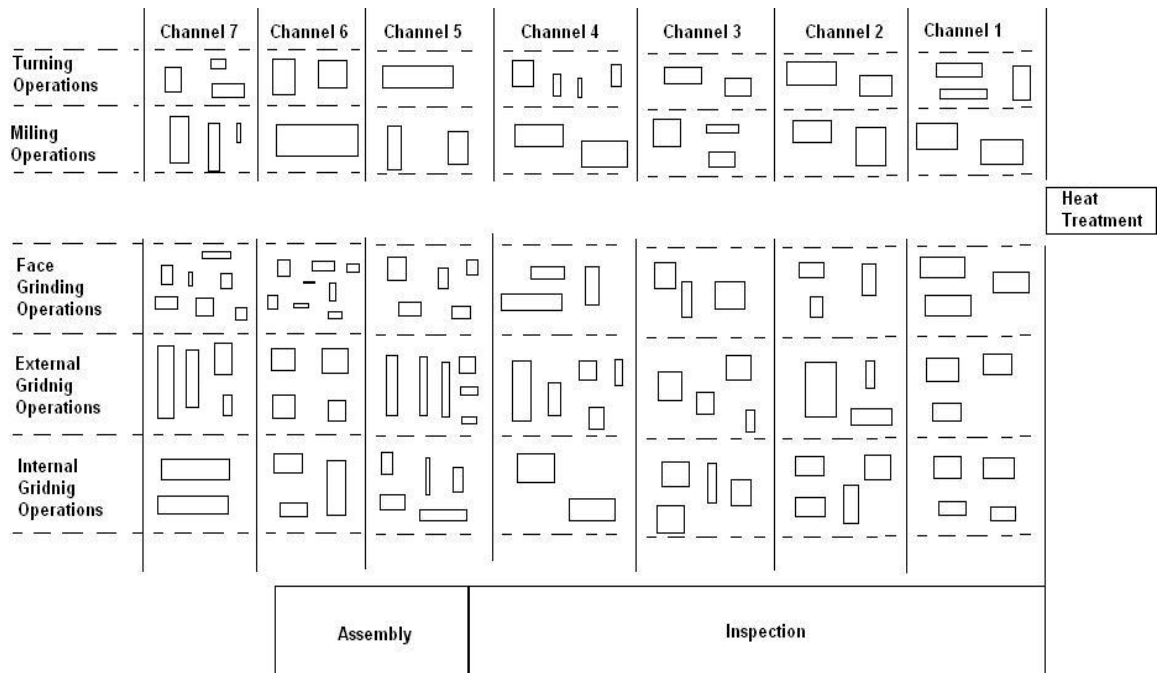 Channel 7 Channel 6 Channel 5 Channel 4 Channel 3 Channel 2 Channel 1
Turning
Operations
Miling
Operations
Heat
Treatment
Face
Grinding
Operations
External
Gridnig
Operations
Internal
Gridnig
Operations
Assembly
Inspection